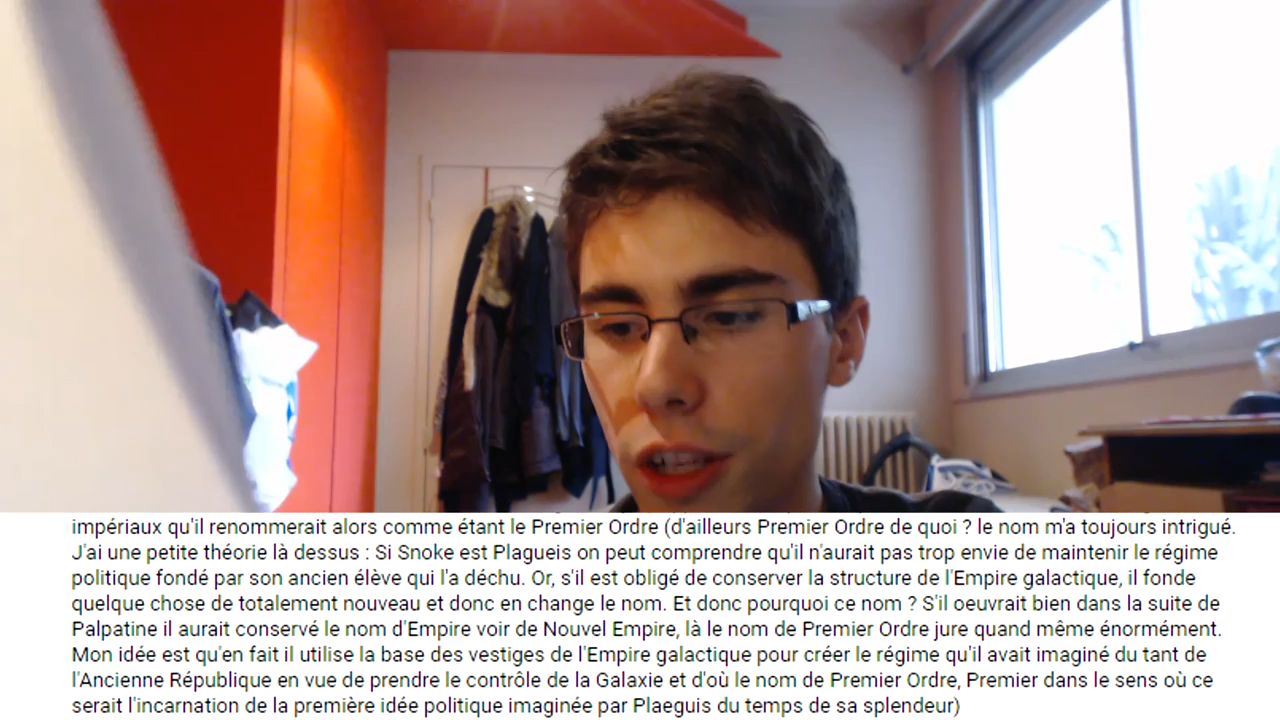 impériaux qu'il renommerait alors comme étant le Premier Ordre (d'ailleurs Premier Ordre de quoi ? le nom m'a toujours intrigué.
J'ai une petite théorie là dessus : Si Snoke est Plagueis on peut comprendre qu'il n'aurait pas trop envie de maintenir le régime
politique fondé par son ancien élève qui l'a déchu. Or, s'il est obligé de conserver la structure de l'Empire galactique, il fonde
quelque chose de totalement nouveau et donc en change le nom. Et donc pourquoi ce nom ? S'il oeuvrait bien dans la suite de
Palpatine il aurait conservé le nom d'Empire voir de Nouvel Empire, là le nom de Premier Ordre jure quand même énormément.
Mon idée est qu'en fait il utilise la base des vestiges de l'Empire galactique pour créer le régime qu'il avait imaginé du tant de
l'Ancienne République en vue de prendre le contrôle de la Galaxie et d'où le nom de Premier Ordre, Premier dans le sens où ce
serait l'incarnation de la première idée politique imaginée par Plaeguis du temps de sa splendeur)